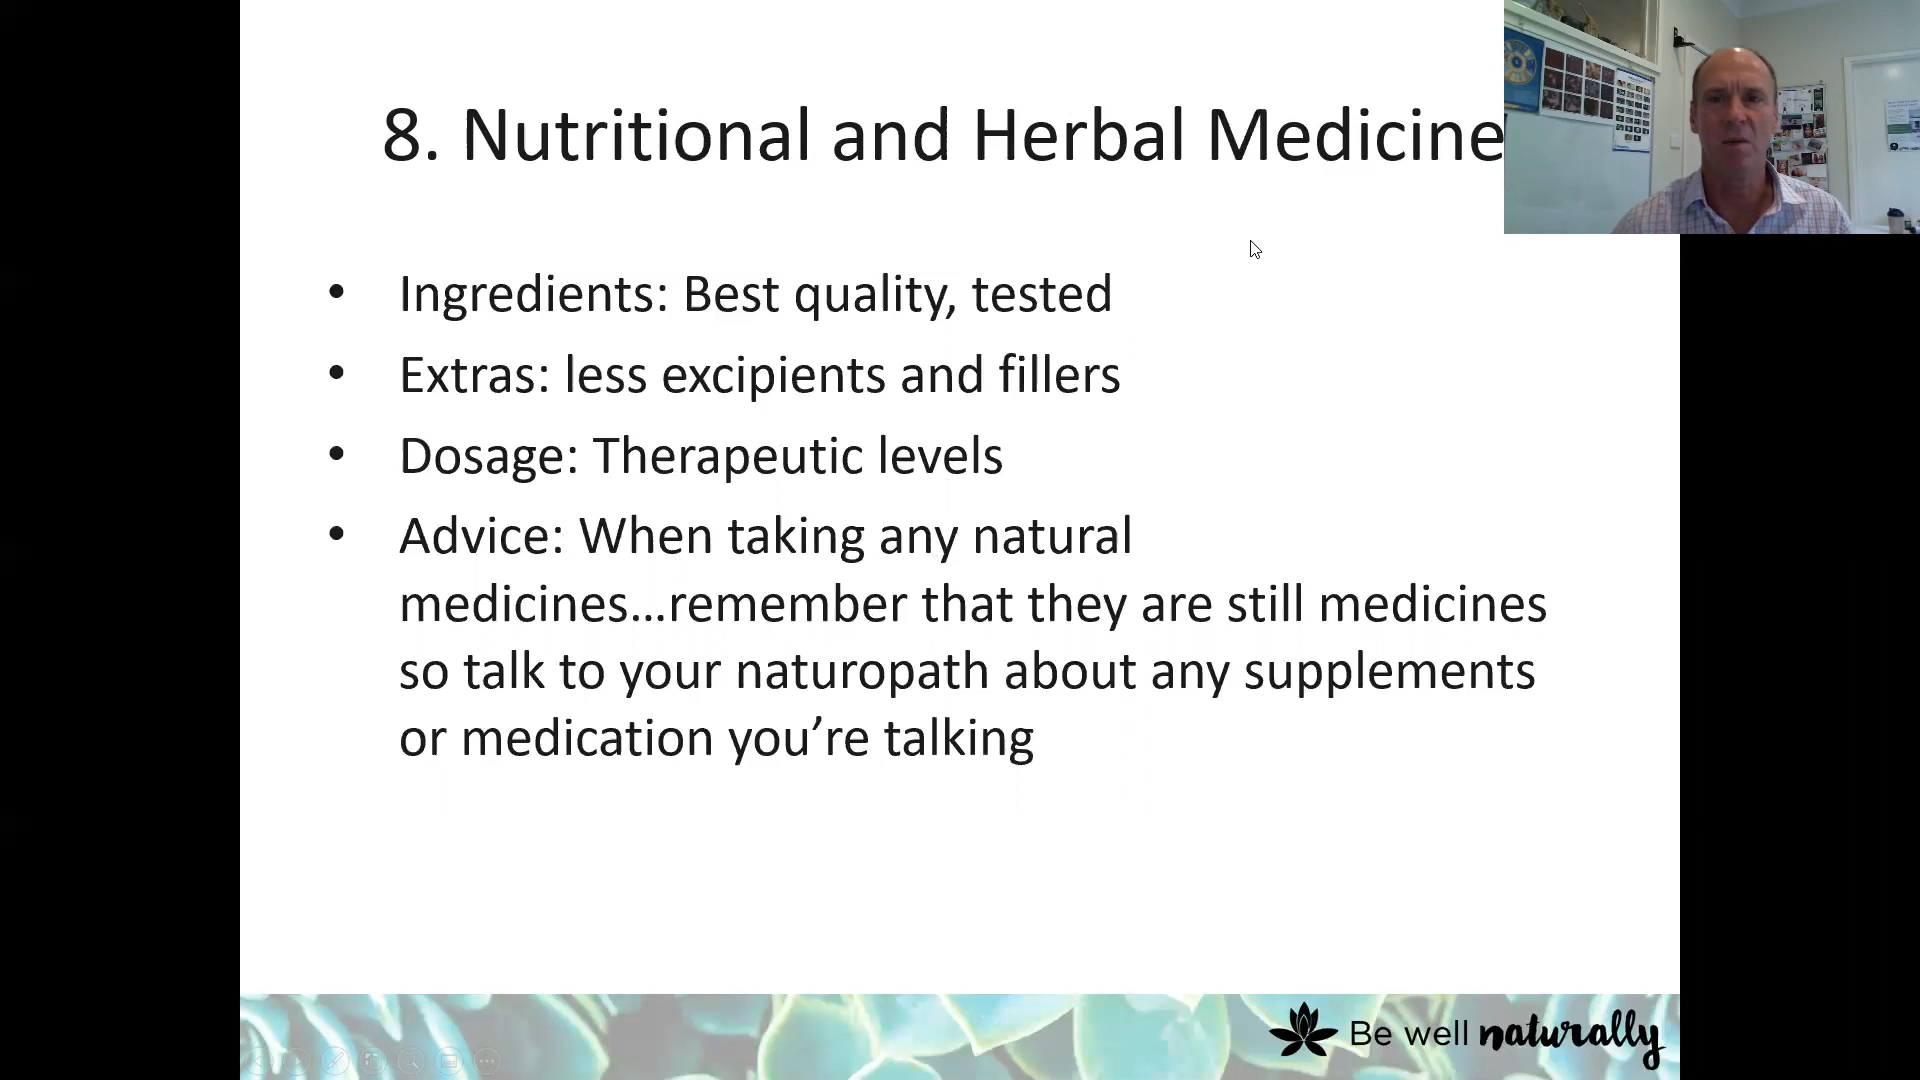 8. Nutritional and Herbal Medicine
• Ingredients: Best quality, tested
• Extras: less excipients and fillers
• Dosage: Therapeutic levels
• Advice: When taking any natural
medicines...remember that they are still medicines
so talk to your naturopath about any supplements
or medication you’re talking
Be well naturally